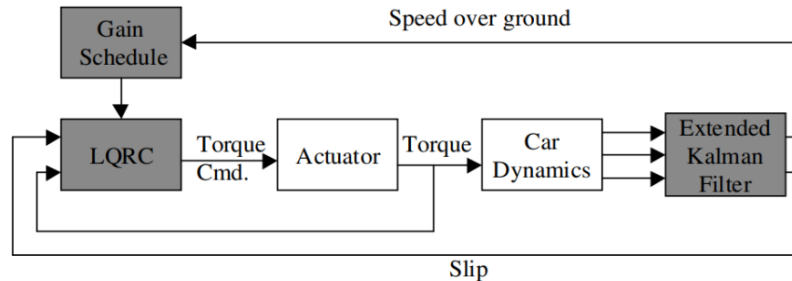 Speed over ground
Gain
Schedule
LQRC
Torque
Cmd.
Actuator
Torque
Car
Dynamics
Extended
Kalman
Filter
Slip